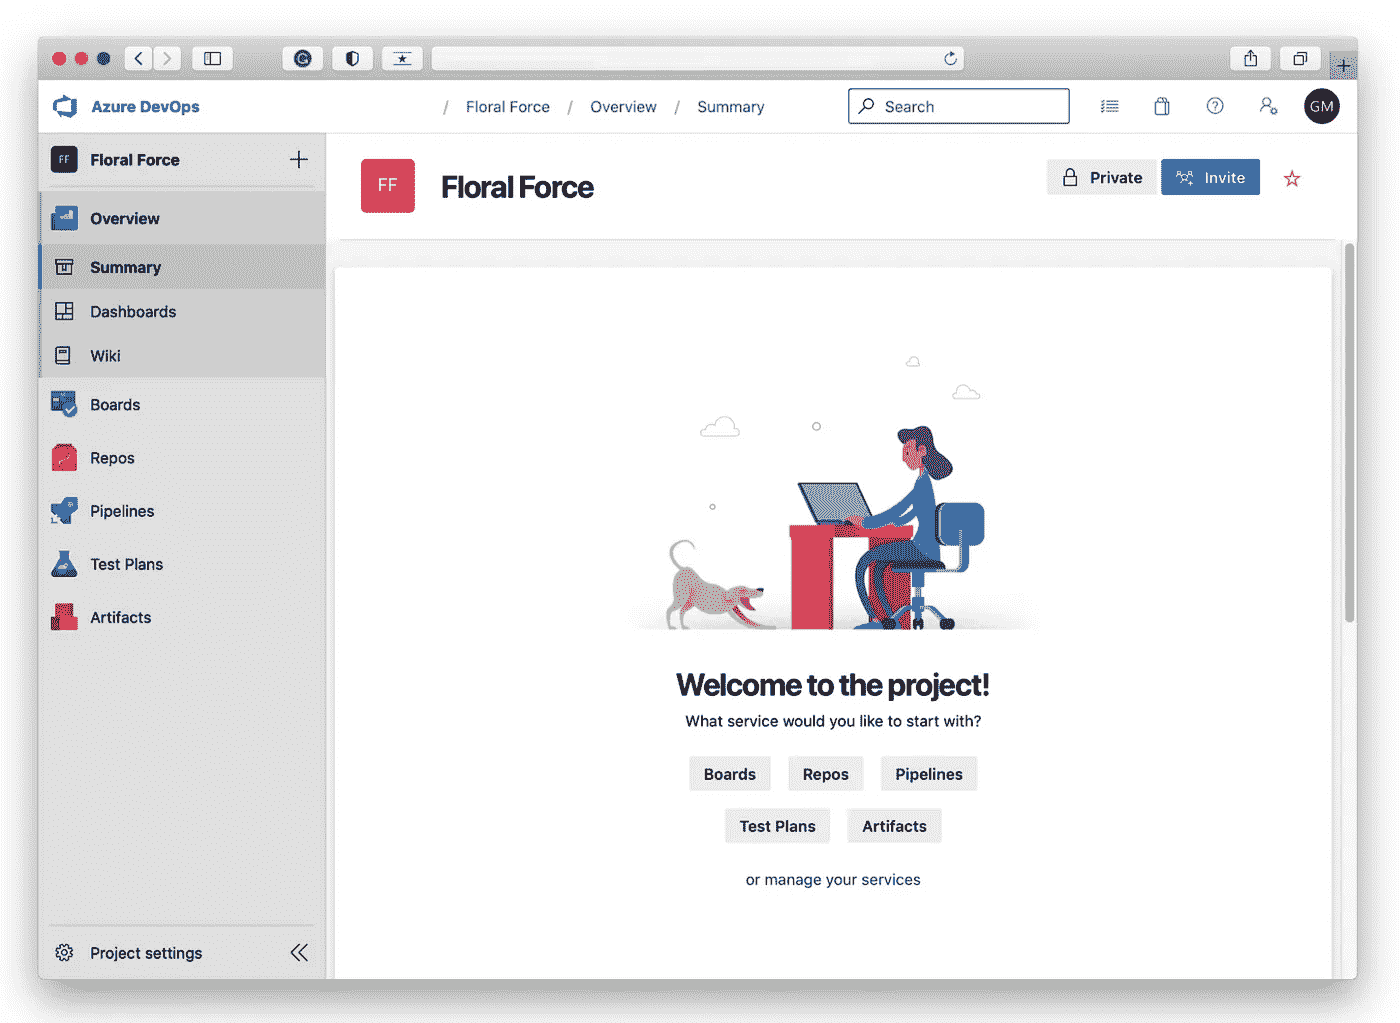 Azure DevOps / Floral Force / Overview / Summary Search GM
FF Floral Force
Overview
Summary
Dashboards
Wiki
Boards
Repos
Pipelines
Test Plans
Artifacts
Project settings
FF Floral Force Private Invite
Welcome to the project!
What service would you like to start with?
Boards Repos Pipelines
Test Plans Artifacts
or manage your services